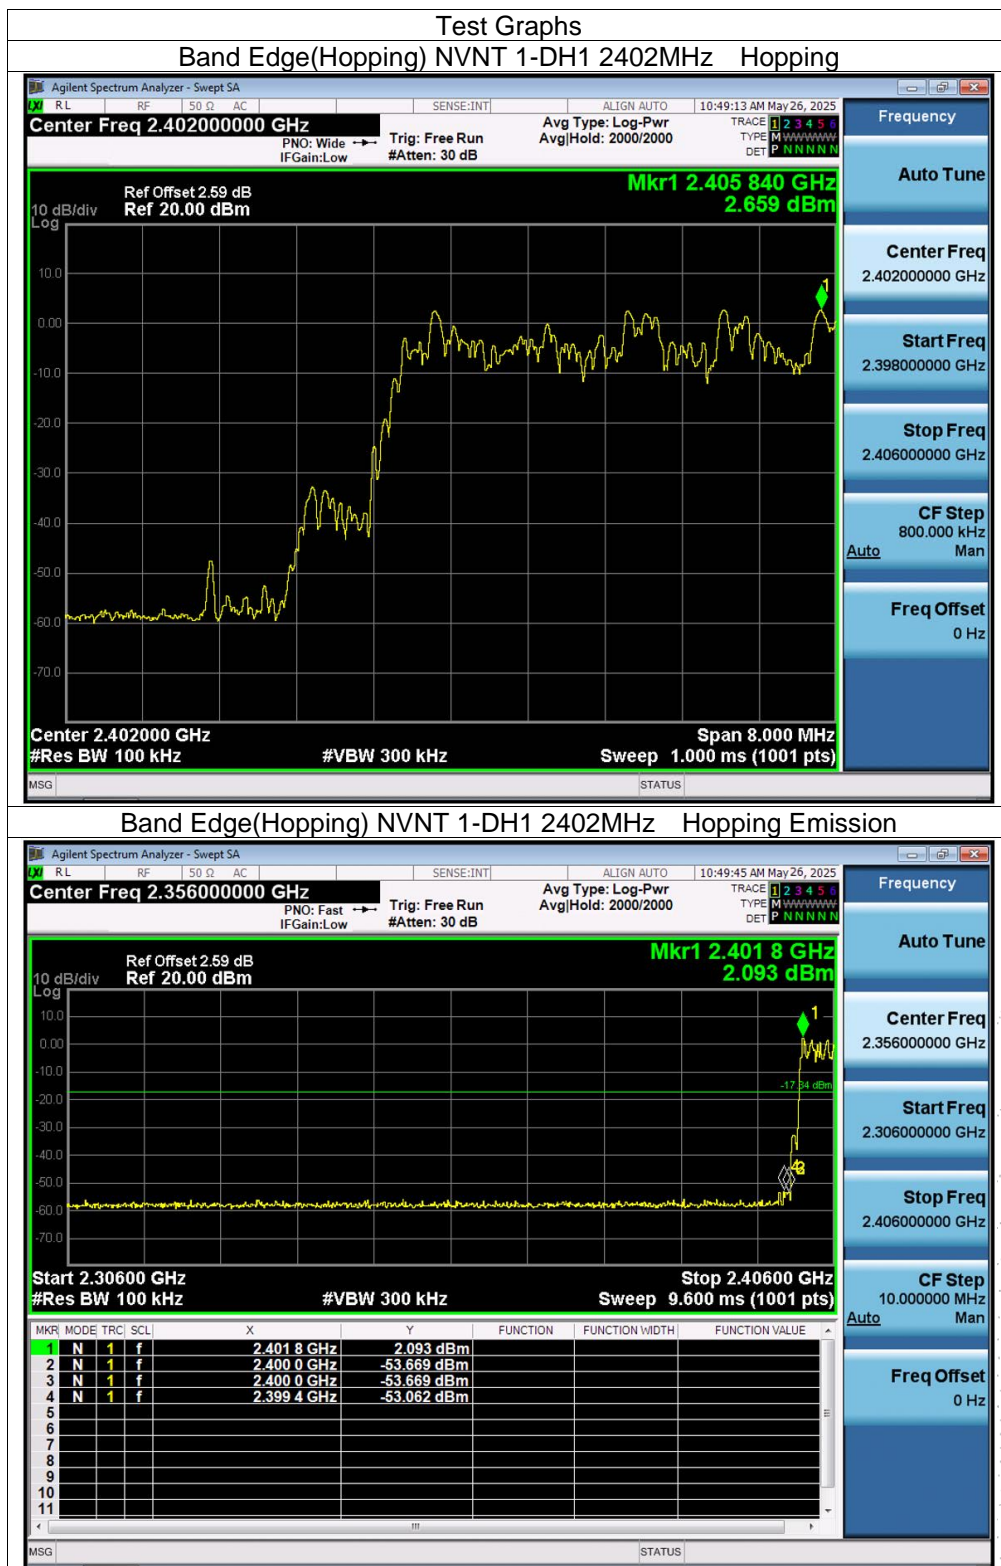 Test Graphs
Band Edge(Hopping) NVNT 1-DH1 2402MHz Hopping
Agilent Spectrum Analyzer - Swept SA
LXI RL RF 50 Ω AC SENSE:INT ALIGN AUTO 10:49:13 AM May 26, 2025
Center Freq 2.402000000 GHz
PNO: Wide
IFGain:Low
Trig: Free Run
#Atten: 30 dB
Avg Type: Log-Pwr
Avg|Hold: 2000/2000
TRACE 1 2 3 4 5 6
TYPE M WWWWW
DET P N N N N N
Ref Offset 2.59 dB
10 dB/div Ref 20.00 dBm
Log
Mkr1 2.405 840 GHz
2.659 dBm
1
10.0
0.00
-10.0
-20.0
-30.0
-40.0
-50.0
-60.0
-70.0
Center 2.402000 GHz Span 8.000 MHz
#Res BW 100 kHz #VBW 300 kHz Sweep 1.000 ms (1001 pts)
MSG STATUS
Frequency
Auto Tune
Center Freq
2.402000000 GHz
Start Freq
2.398000000 GHz
Stop Freq
2.406000000 GHz
CF Step
800.000 kHz
Auto Man
Freq Offset
0 Hz
Band Edge(Hopping) NVNT 1-DH1 2402MHz Hopping Emission
Agilent Spectrum Analyzer - Swept SA
LXI RL RF 50 Ω AC SENSE:INT ALIGN AUTO 10:49:45 AM May 26, 2025
Center Freq 2.356000000 GHz
PNO: Fast
IFGain:Low
Trig: Free Run
#Atten: 30 dB
Avg Type: Log-Pwr
Avg|Hold: 2000/2000
TRACE 1 2 3 4 5 6
TYPE M WWWWW
DET P N N N N N
Ref Offset 2.59 dB
10 dB/div Ref 20.00 dBm
Log
Mkr1 2.401 8 GHz
2.093 dBm
1
10.0
0.00
-10.0
-17.34 dBm
-20.0
-30.0
-40.0
-50.0
-60.0
-70.0
Start 2.30600 GHz Stop 2.40600 GHz
#Res BW 100 kHz #VBW 300 kHz Sweep 9.600 ms (1001 pts)
MKR MODE TRC SCL X Y FUNCTION FUNCTION WIDTH FUNCTION VALUE
1 N 1 f 2.401 8 GHz 2.093 dBm
2 N 1 f 2.400 0 GHz -53.669 dBm
3 N 1 f 2.400 0 GHz -53.669 dBm
4 N 1 f 2.399 4 GHz -53.062 dBm
5
6
7
8
9
10
11
MSG STATUS
Frequency
Auto Tune
Center Freq
2.356000000 GHz
Start Freq
2.306000000 GHz
Stop Freq
2.406000000 GHz
CF Step
10.000000 MHz
Auto Man
Freq Offset
0 Hz